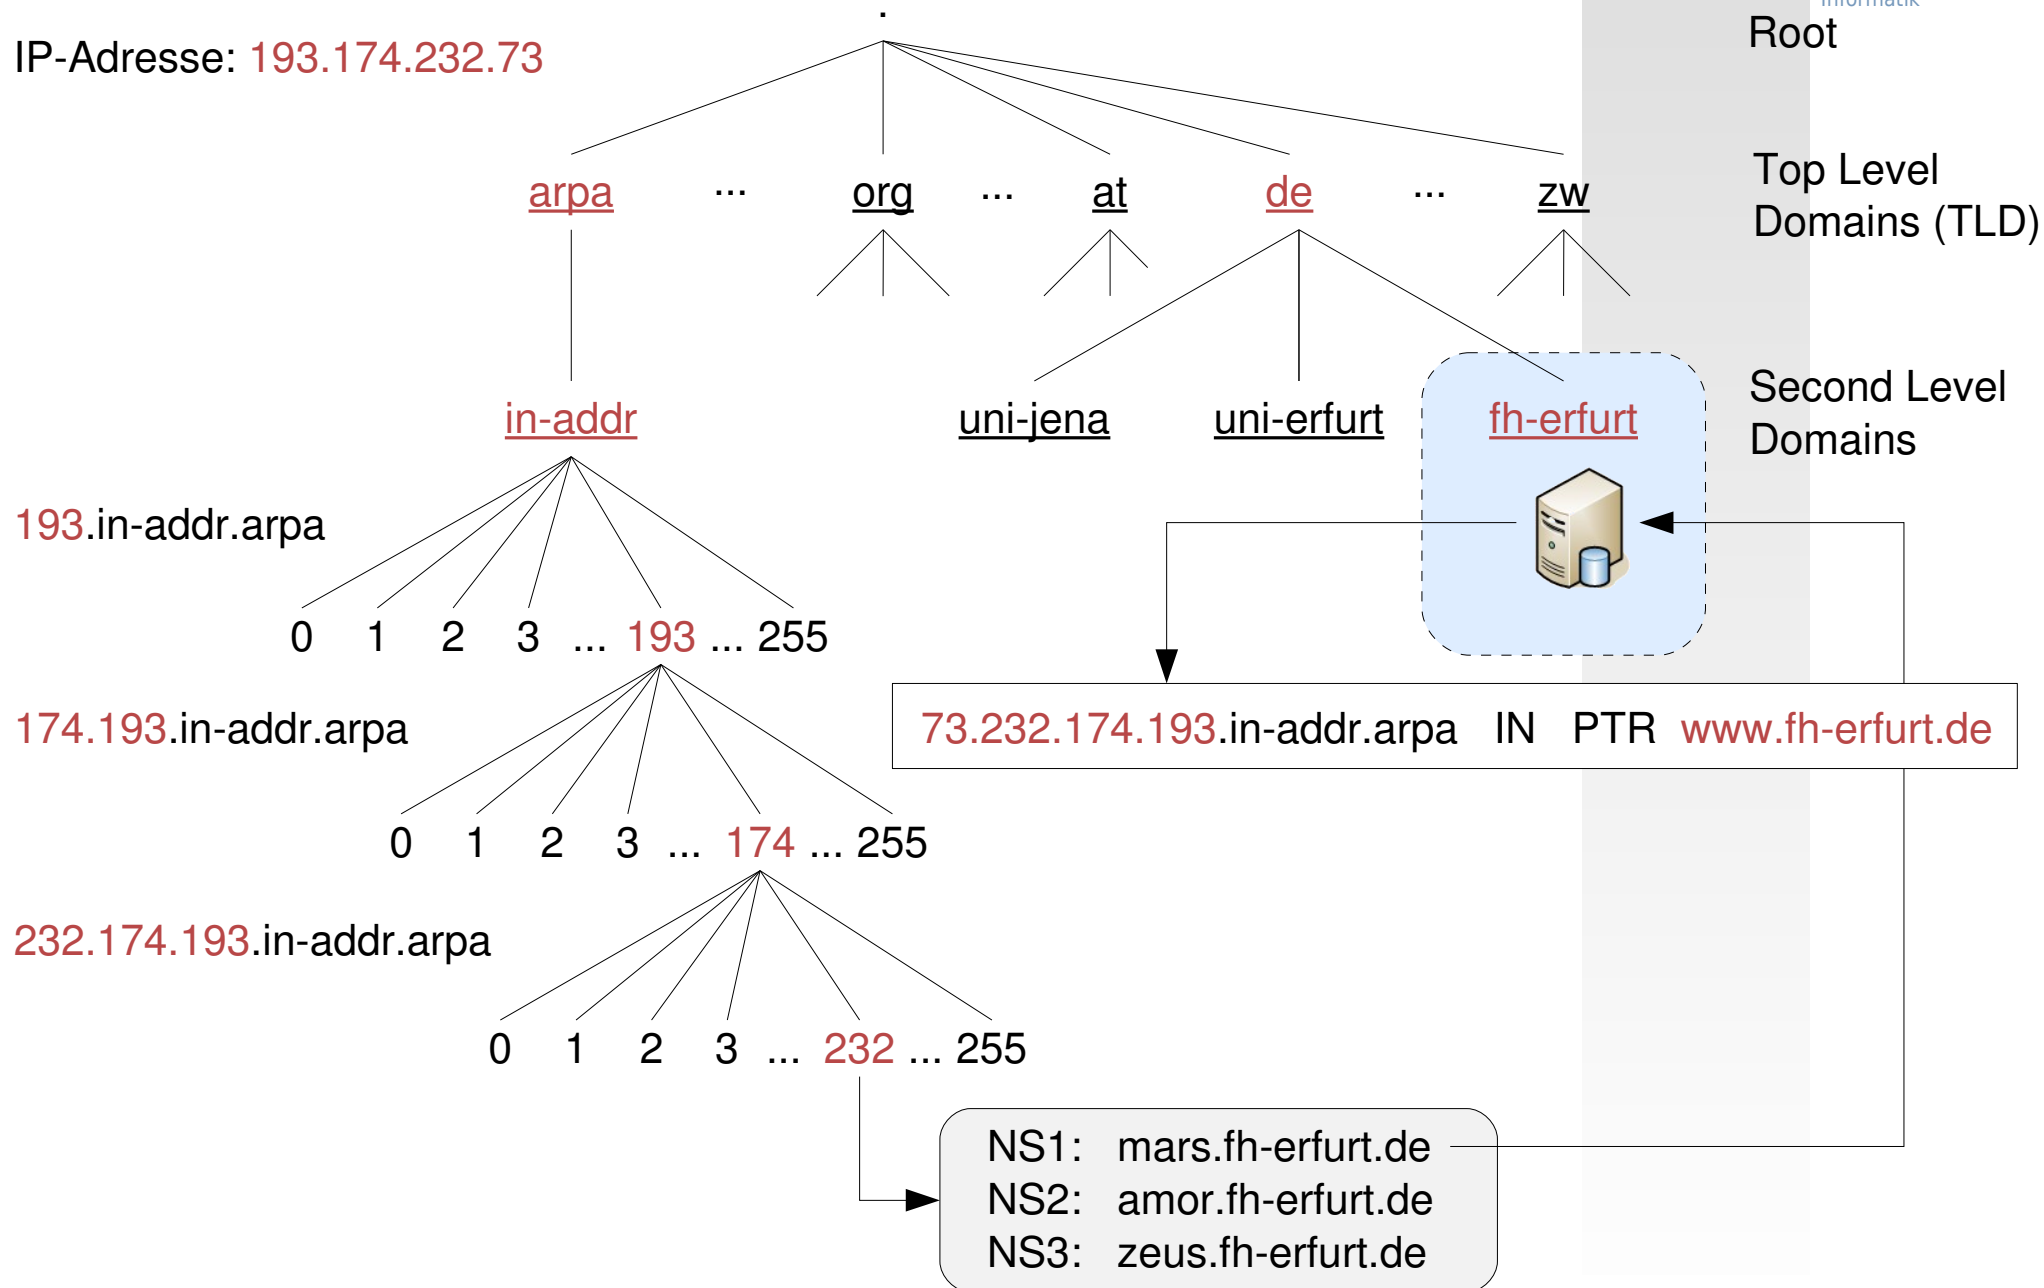 Informatik
.
Root
IP-Adresse: 193.174.232.73
arpa ... org ... at de ... zw
Top Level
Domains (TLD)
in-addr uni-jena uni-erfurt fh-erfurt
Second Level
Domains
193.in-addr.arpa
0 1 2 3 ... 193 ... 255
174.193.in-addr.arpa
73.232.174.193.in-addr.arpa IN PTR www.fh-erfurt.de
0 1 2 3 ... 174 ... 255
232.174.193.in-addr.arpa
0 1 2 3 ... 232 ... 255
NS1: mars.fh-erfurt.de
NS2: amor.fh-erfurt.de
NS3: zeus.fh-erfurt.de